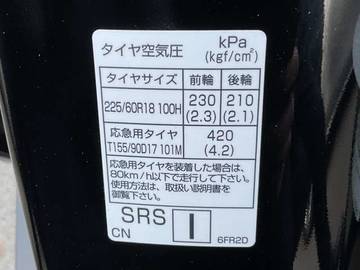 タイヤ空気圧 kPa
(kgf/cm²)
タイヤサイズ 前輪 後輪
225/60R18 100H 230 210
(2.3) (2.1)
応急用タイヤ 420
T155/90D17 101M (4.2)
応急用タイヤを装着した場合は、
80km/h以下で走行して下さい。
使用方法は、取扱い説明書を
御覧下さい。
SRS I
CN 6FR2D